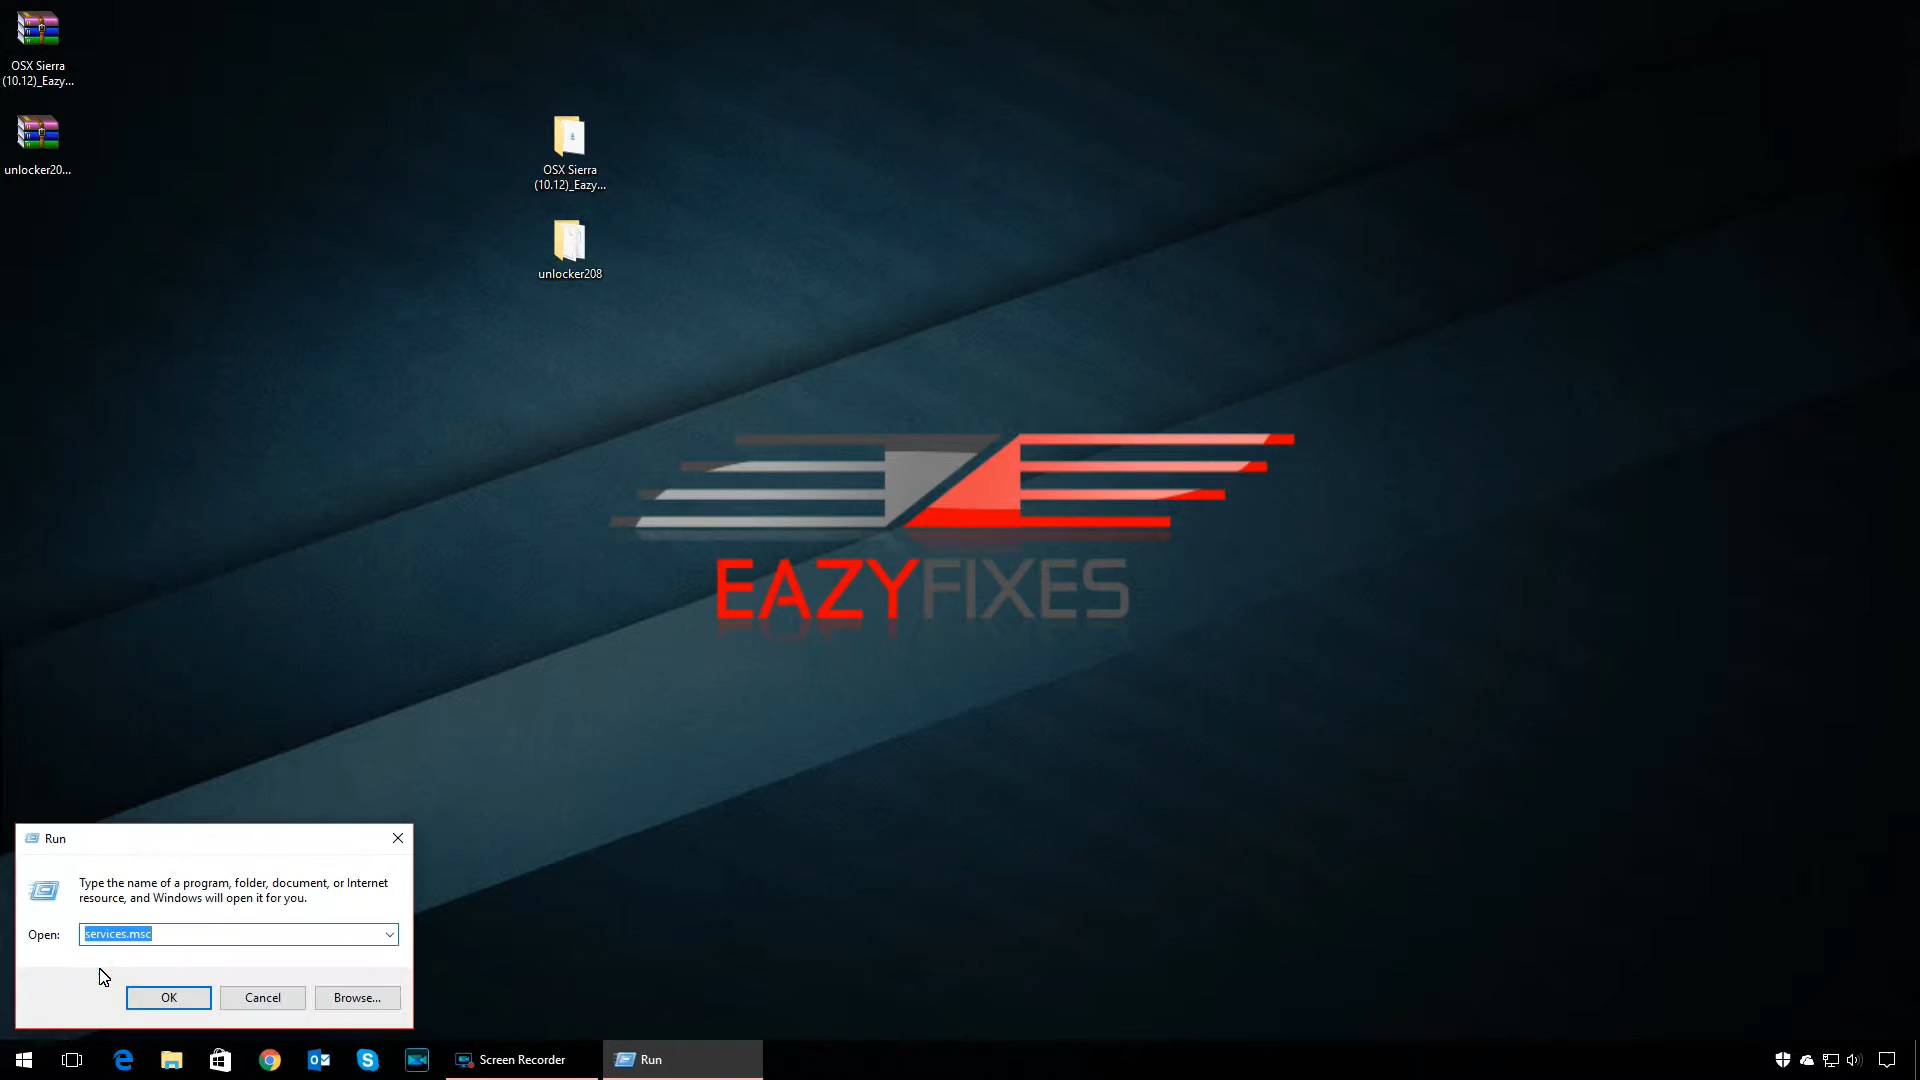 OSX Sierra
(10.12)_Eazy...
unlocker20...
OSX Sierra
(10.12)_Eazy...
unlocker208
EAZYFIXES
Run
Type the name of a program, folder, document, or Internet
resource, and Windows will open it for you.
Open: services.msc
OK Cancel Browse...
Screen Recorder Run